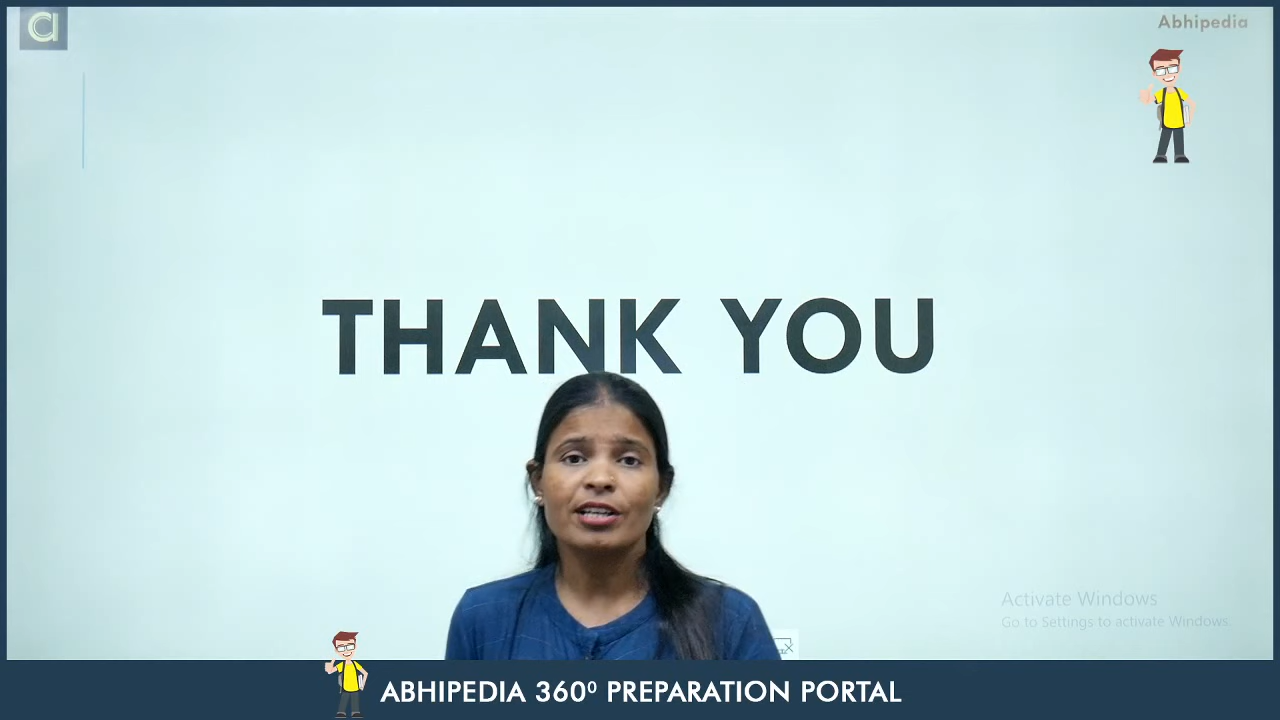 Abhipedia
THANK YOU
Activate Windows
Go to Settings to activate Windows.
ABHIPEDIA 360⁰ PREPARATION PORTAL